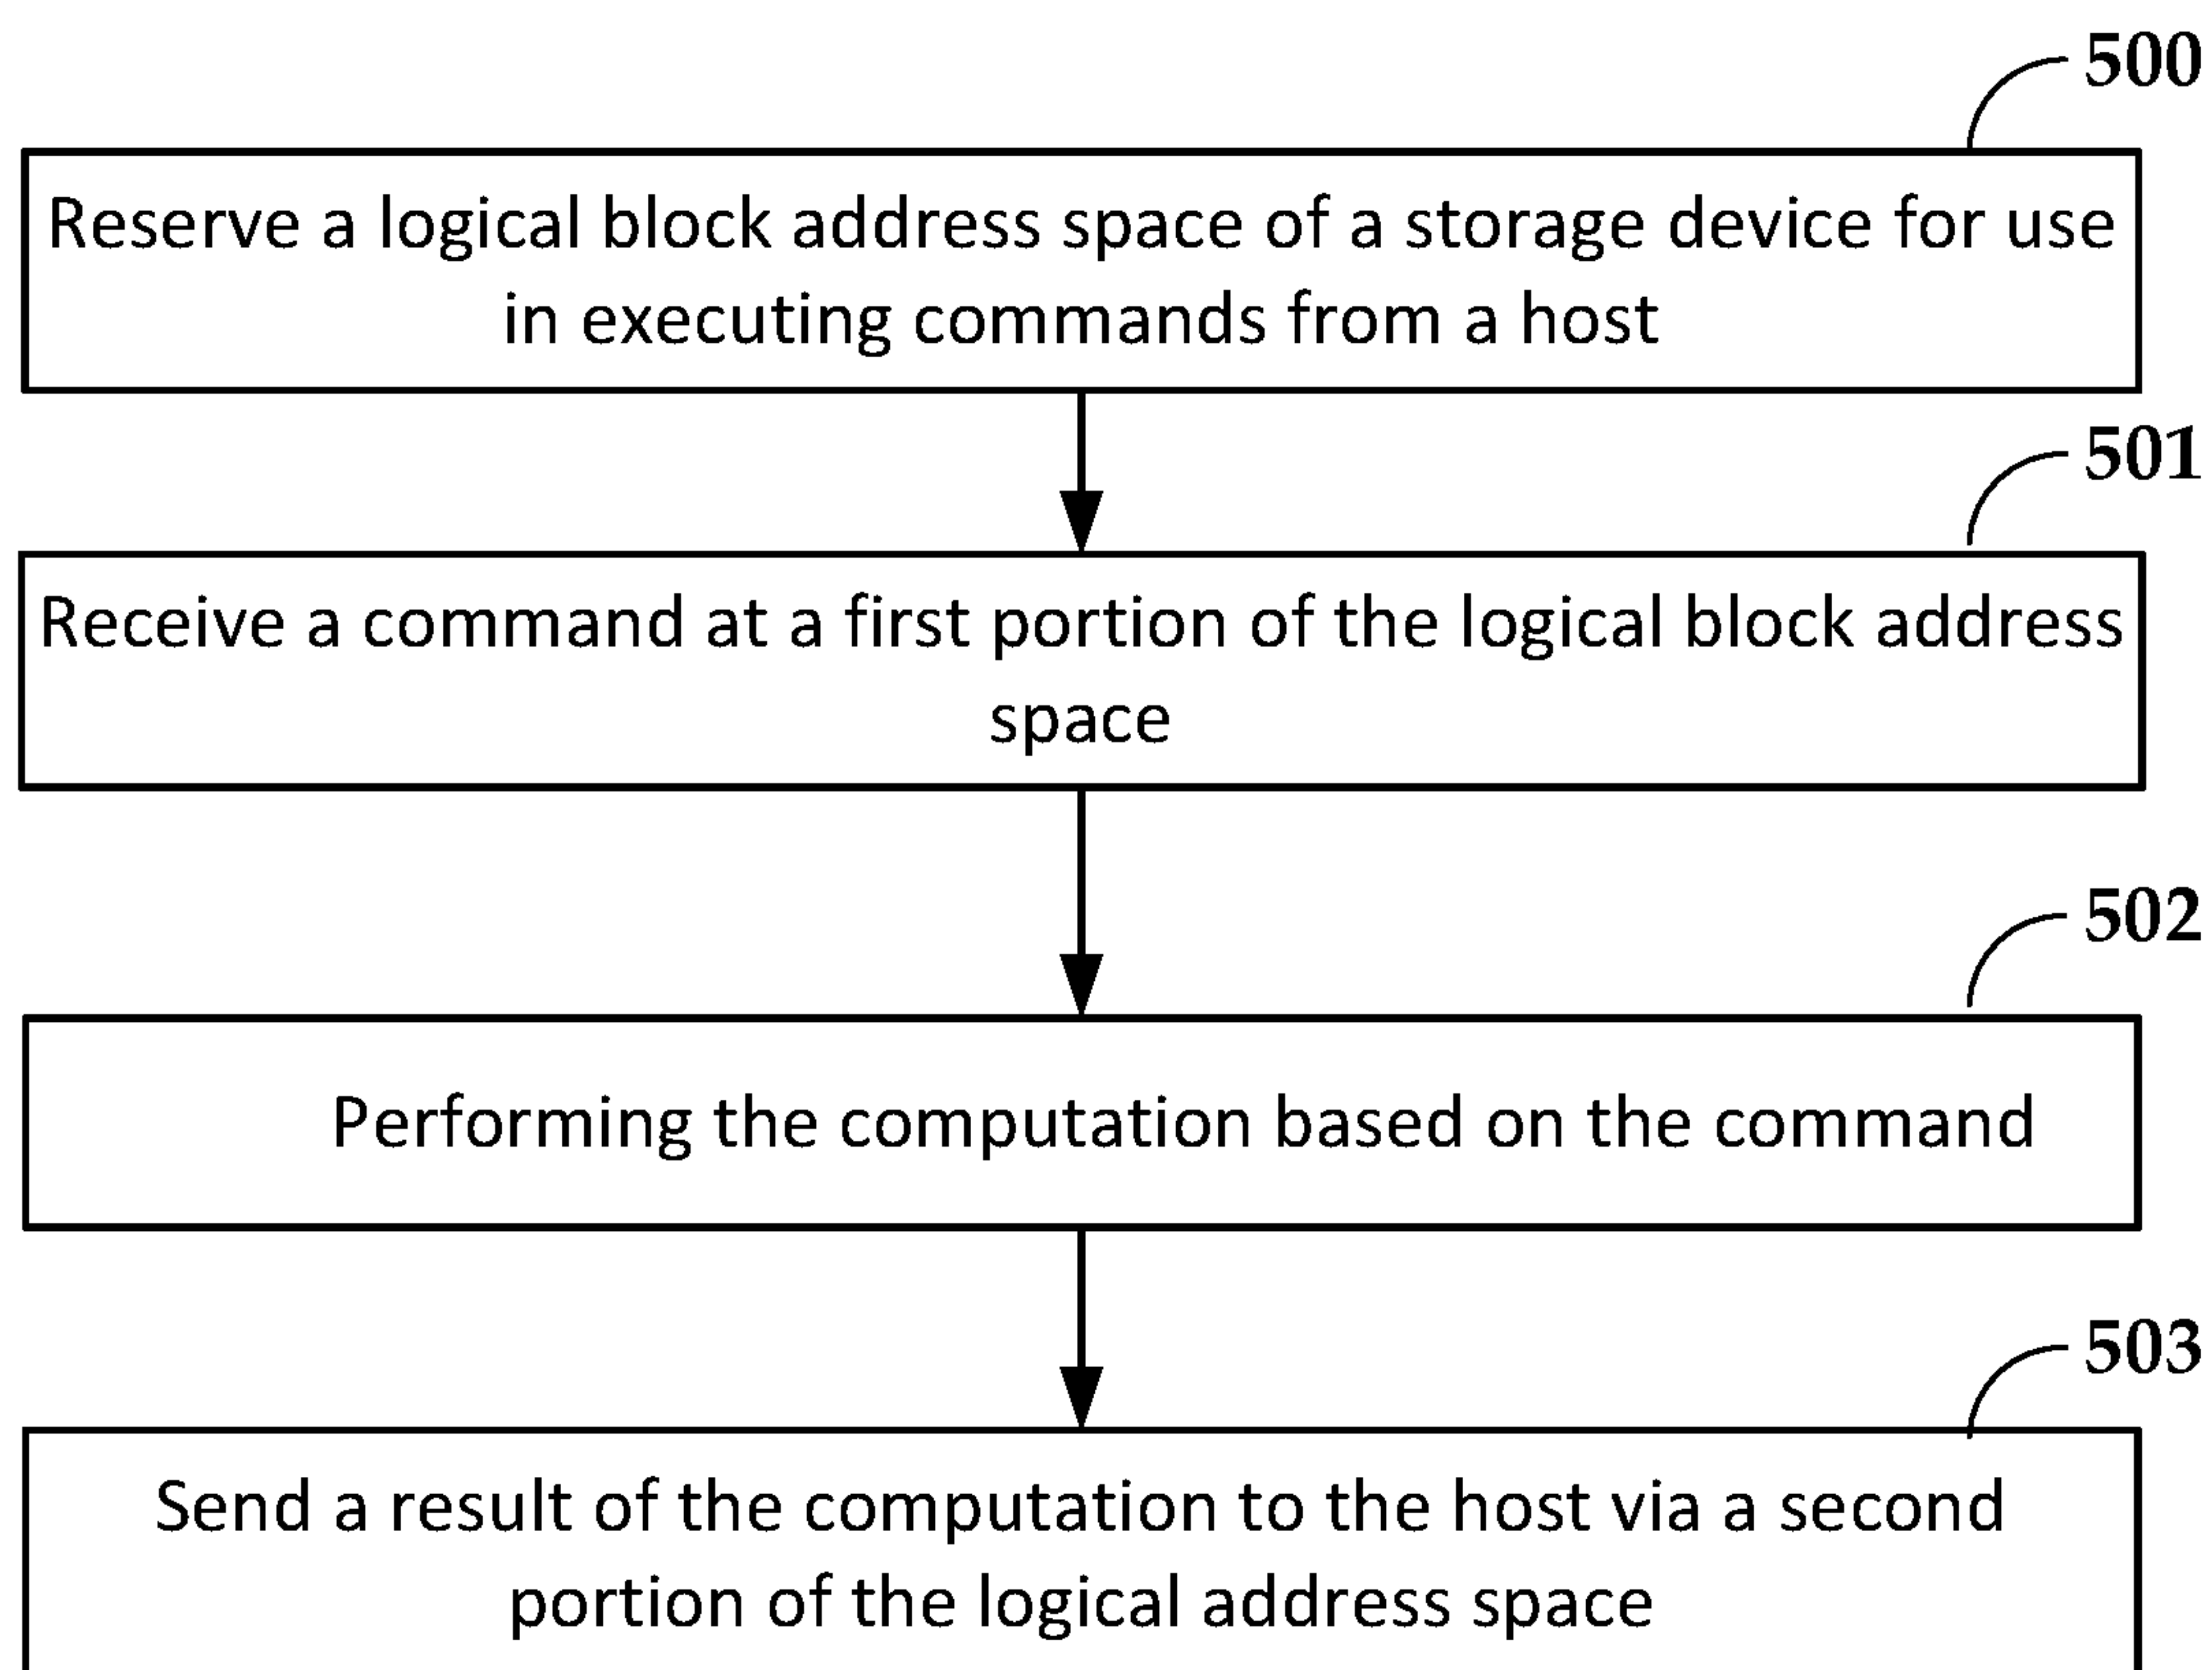 500
Reserve a logical block address space of a storage device for use
in executing commands from a host
501
Receive a command at a first portion of the logical block address
space
502
Performing the computation based on the command
503
Send a result of the computation to the host via a second
portion of the logical address space